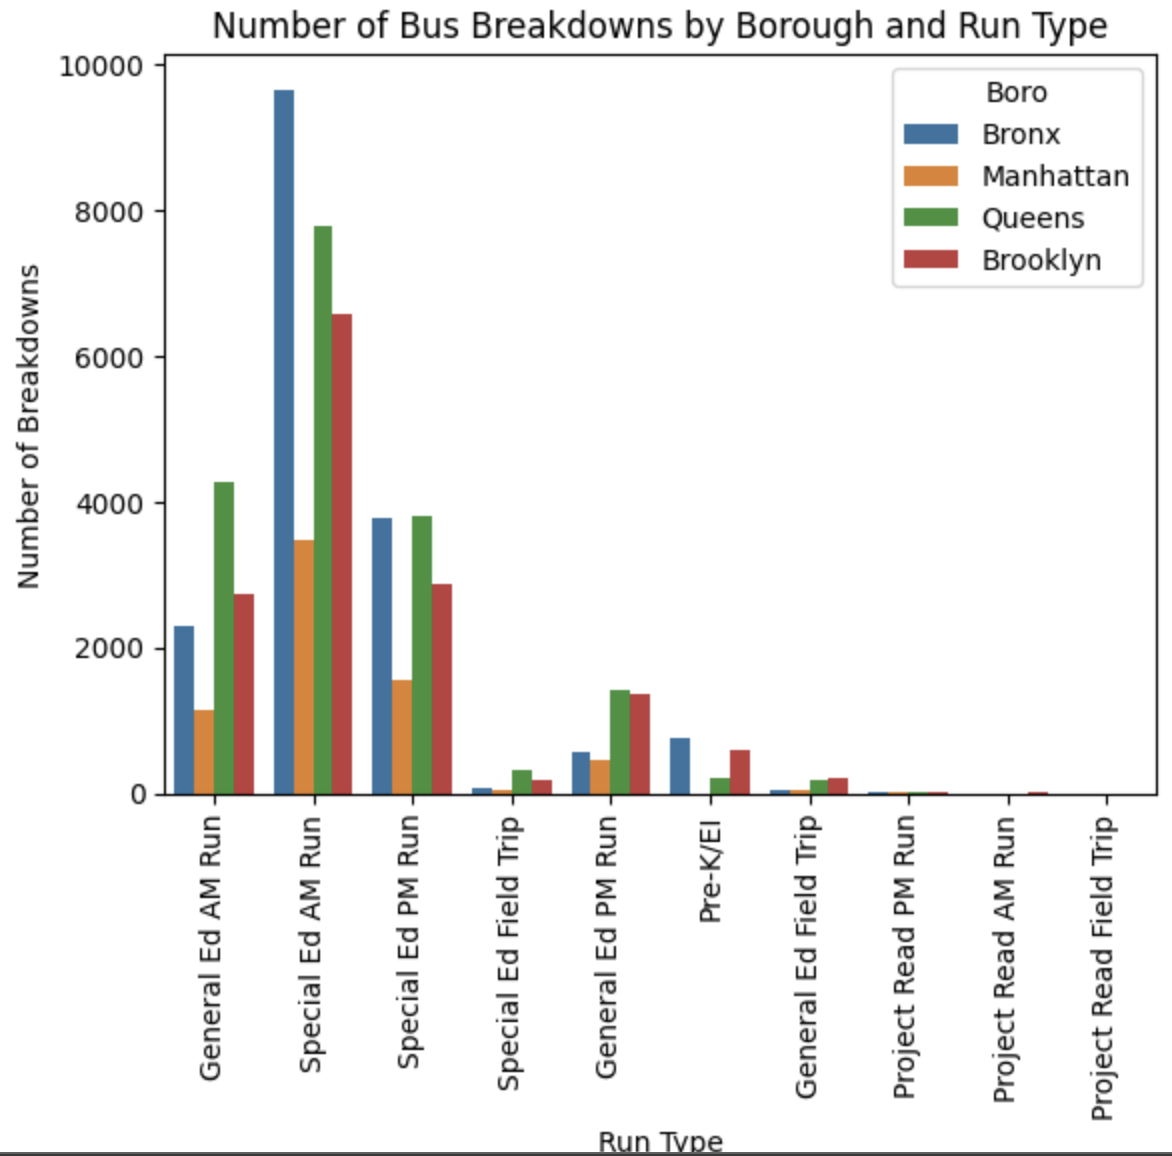 Number of Bus Breakdowns by Borough and Run Type
Number of Breakdowns
10000
8000
6000
4000
2000
0
Boro
Bronx
Manhattan
Queens
Brooklyn
General Ed AM Run
Special Ed AM Run
Special Ed PM Run
Special Ed Field Trip
General Ed PM Run
Pre-K/EI
General Ed Field Trip
Project Read PM Run
Project Read AM Run
Project Read Field Trip
Run Type